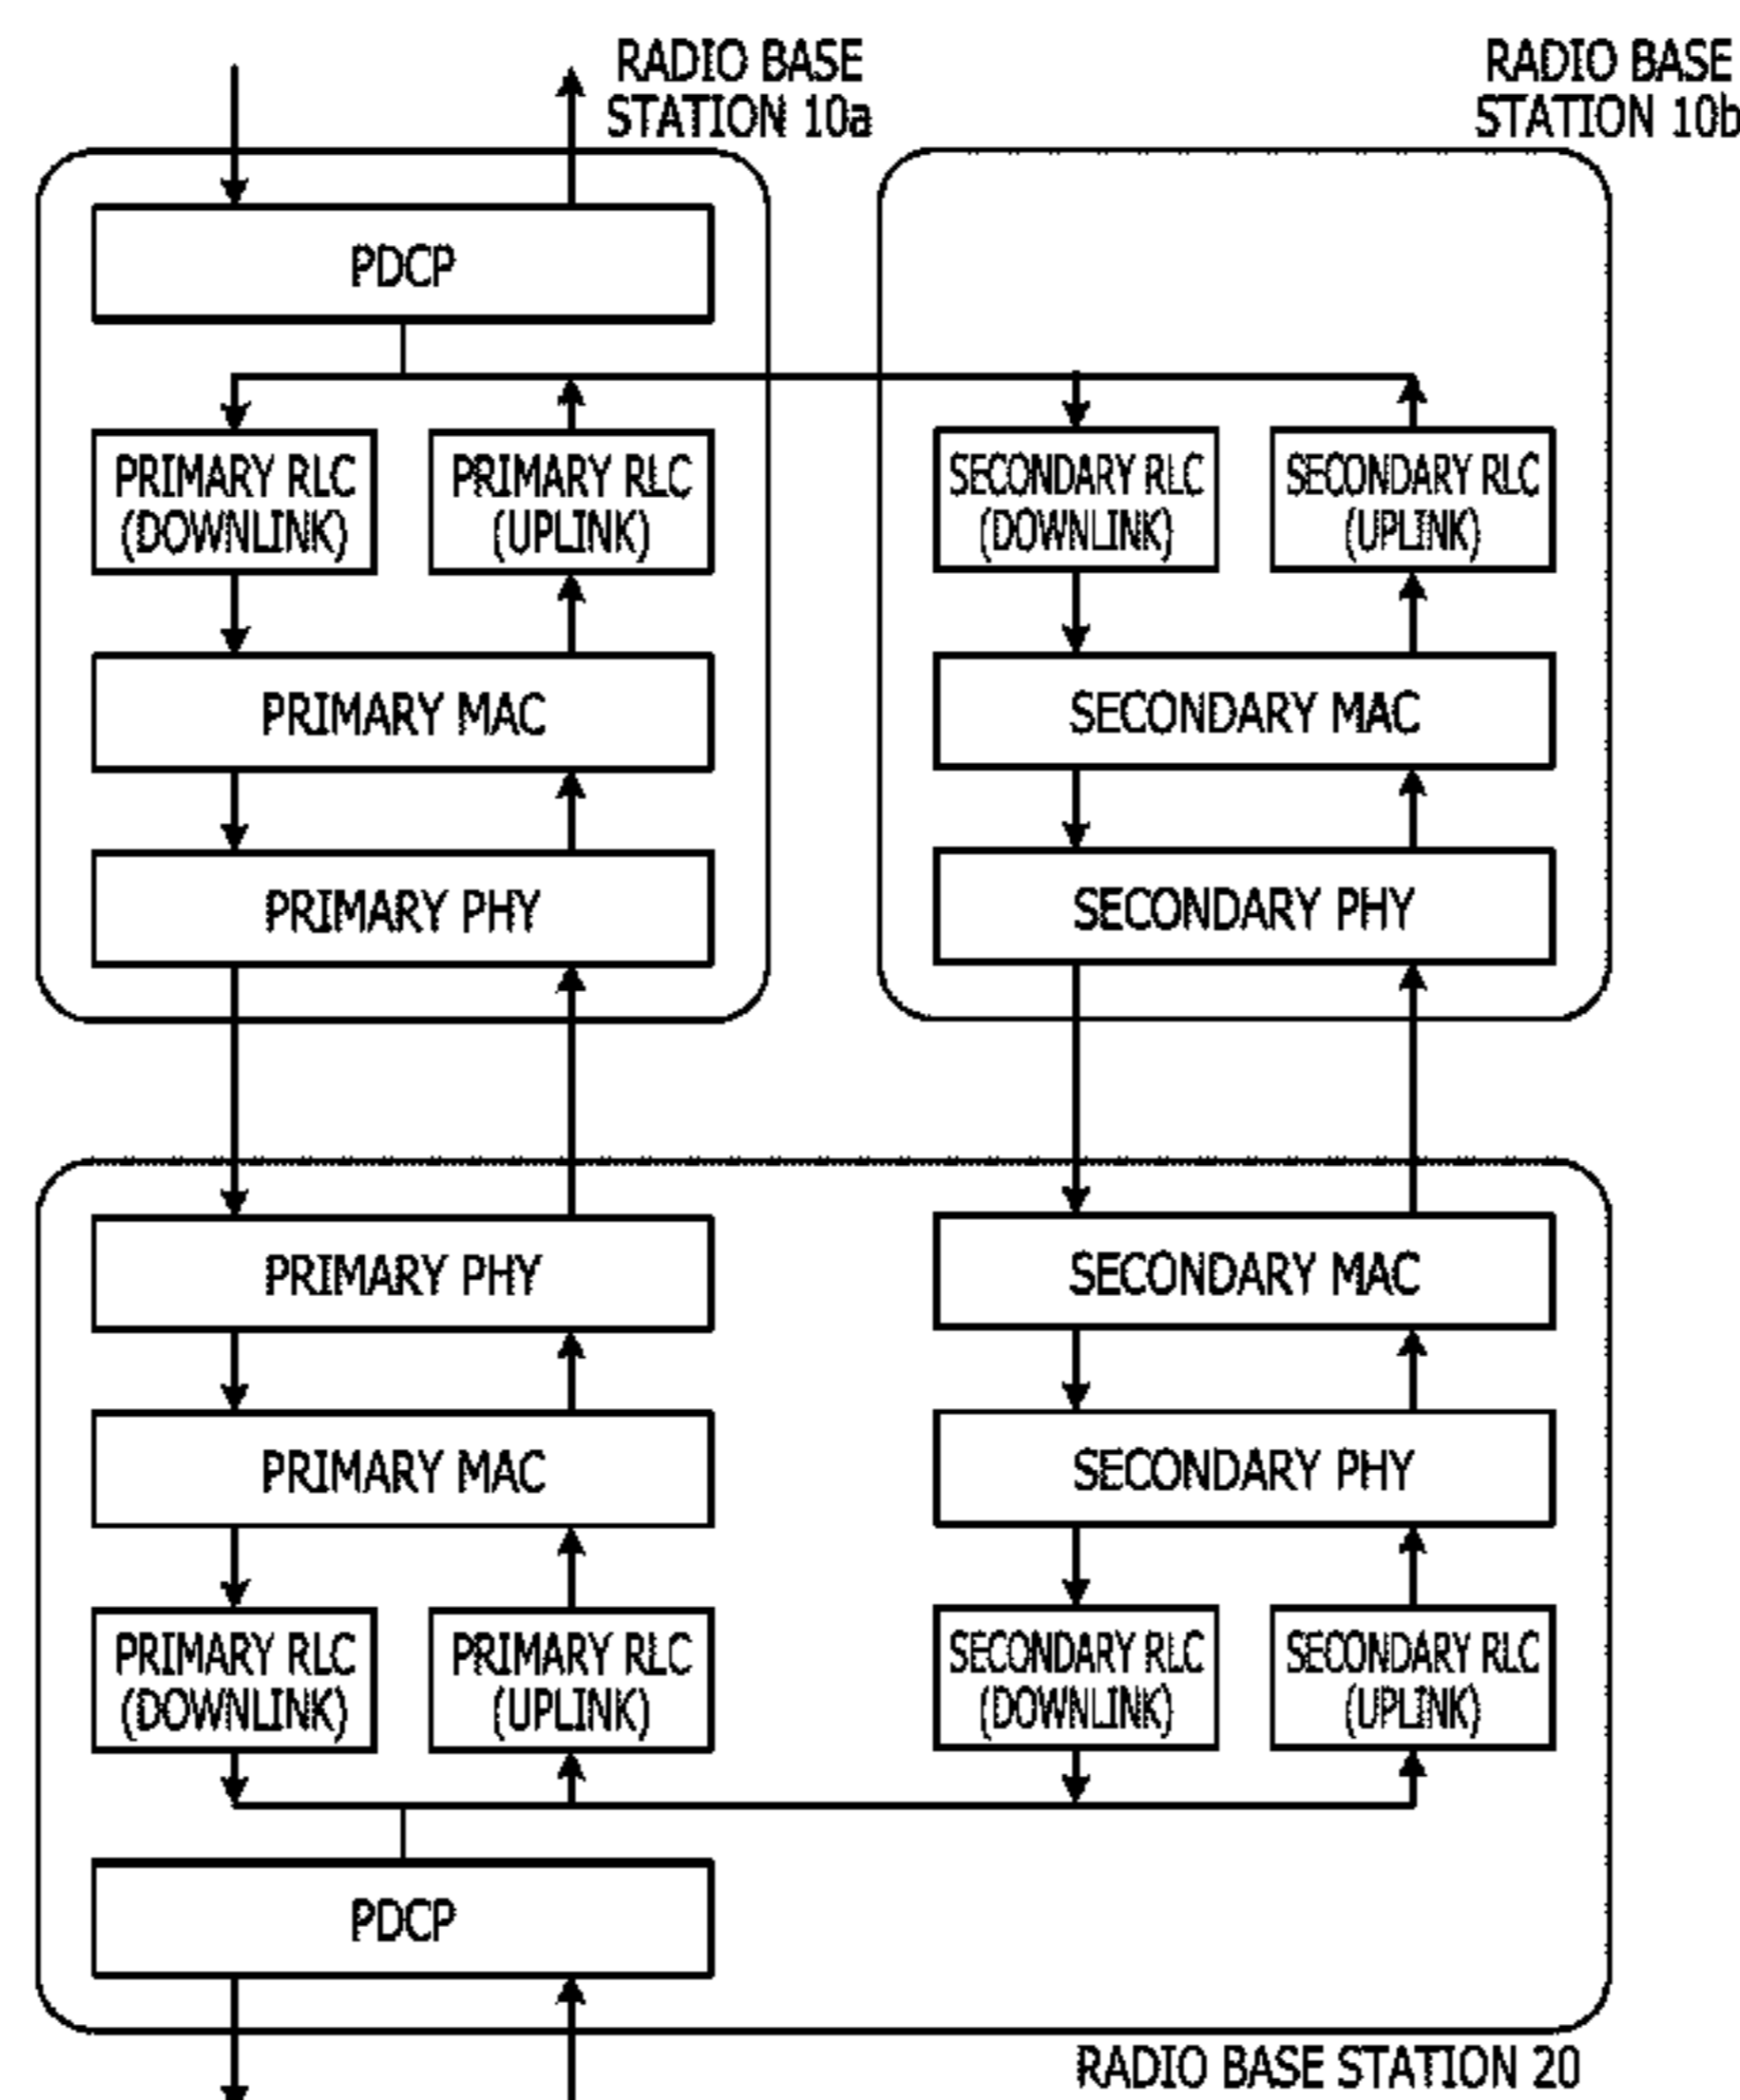 RADIO BASE
STATION 10a
RADIO BASE
STATION 10b
PDCP
PRIMARY RLC
(DOWNLINK)
PRIMARY RLC
(UPLINK)
SECONDARY RLC
(DOWNLINK)
SECONDARY RLC
(UPLINK)
PRIMARY MAC
SECONDARY MAC
PRIMARY PHY
SECONDARY PHY
PRIMARY PHY
SECONDARY MAC
PRIMARY MAC
SECONDARY PHY
PRIMARY RLC
(DOWNLINK)
PRIMARY RLC
(UPLINK)
SECONDARY RLC
(DOWNLINK)
SECONDARY RLC
(UPLINK)
PDCP
RADIO BASE STATION 20